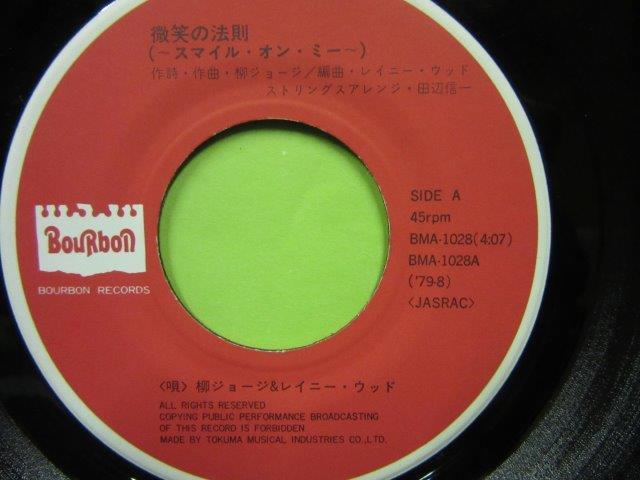 微笑の法則
(〜スマイル・オン・ミー〜)
作詩・作曲・柳ジョージ／編曲・レイニー・ウッド
ストリングスアレンジ・田辺信一
SIDE A
45rpm
BMA-1028(4:07)
BMA-1028A
('79·8)
〈JASRAC〉
BOURBON
BOURBON RECORDS
〈唄〉柳ジョージ&レイニー・ウッド
ALL RIGHTS RESERVED
COPYING PUBLIC PERFORMANCE BROADCASTING
OF THIS RECORD IS FORBIDDEN
MADE BY TOKUMA MUSICAL INDUSTRIES CO., LTD.